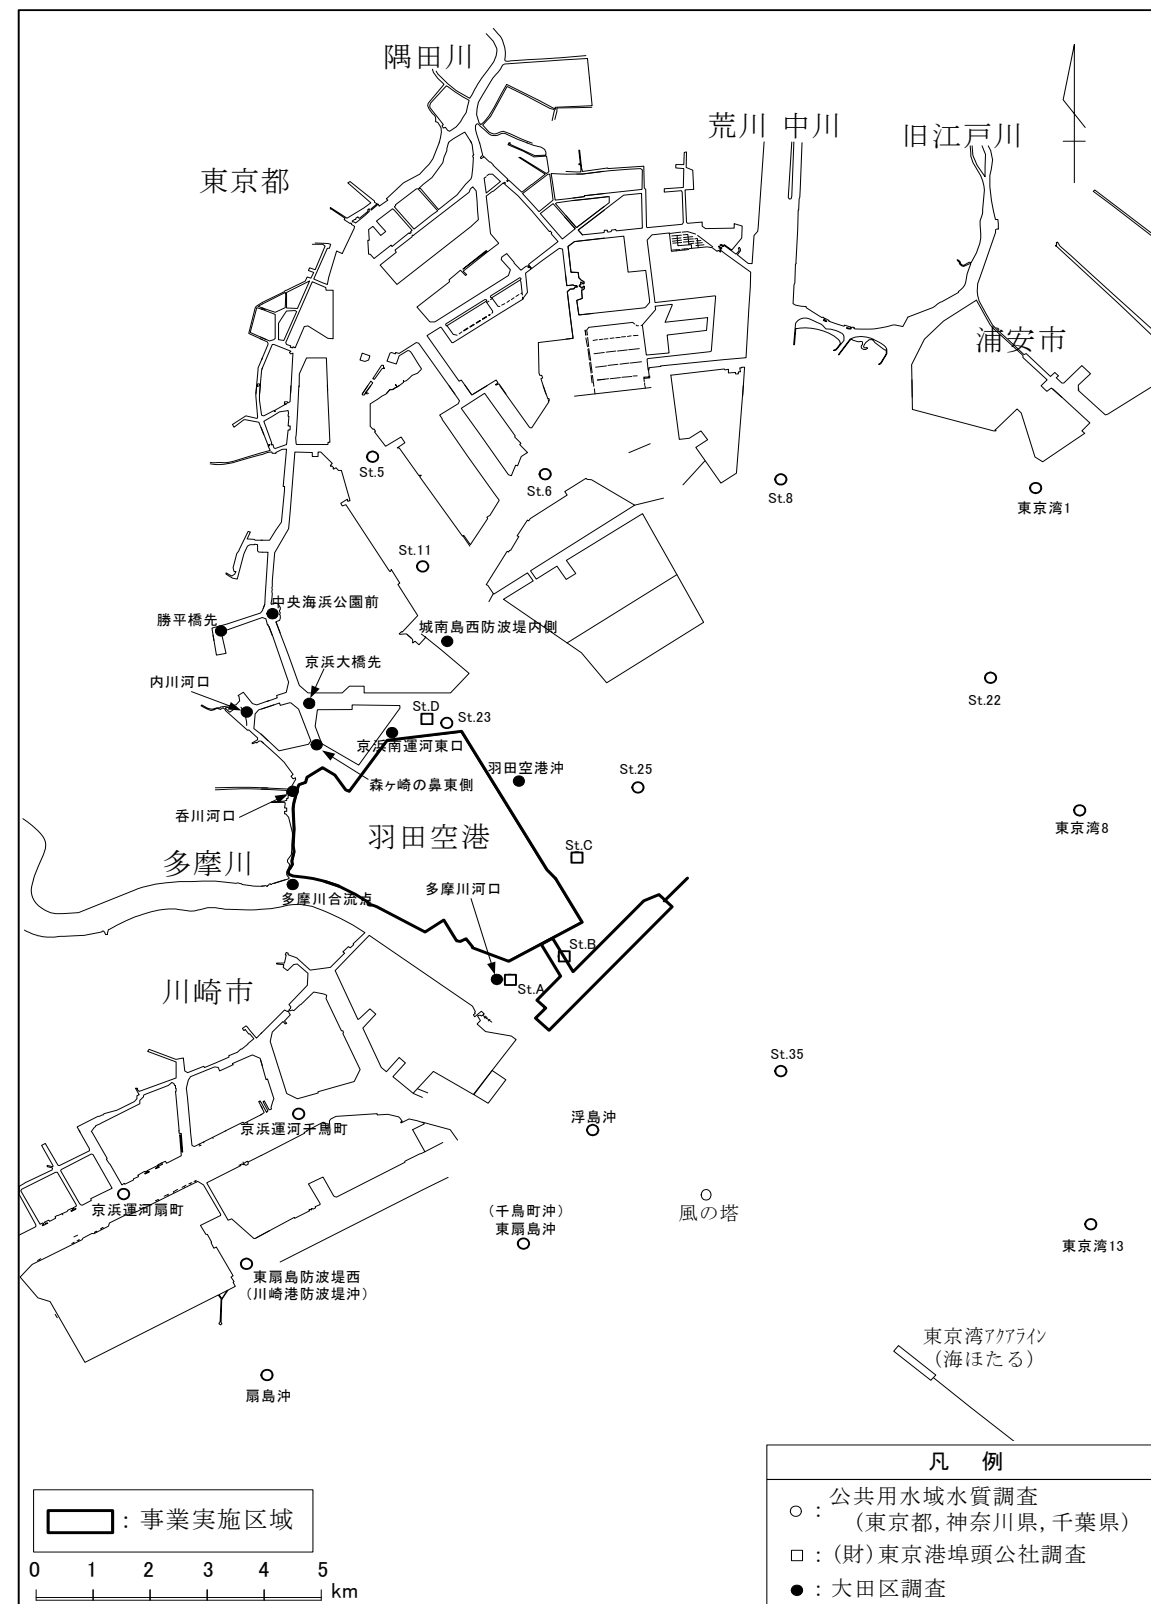 隅田川
荒川 中川
旧江戸川
東京都
浦安市
St.5
St.6
St.8
東京湾1
St.11
中央海浜公園前
勝平橋先
城南島西防波堤内側
京浜大橋先
内川河口
St.22
St.D
St.23
京浜南運河東口
羽田空港沖
St.25
森ヶ崎の鼻東側
呑川河口
東京湾8
羽田空港
St.C
多摩川
多摩川河口
多摩川合流点
St.B
川崎市
St.A
St.35
京浜運河千鳥町
浮島沖
京浜運河扇町
(千鳥町沖)
東扇島沖
風の塔
東京湾13
東扇島防波堤西
(川崎港防波堤沖)
東京湾アクアライン
(海ほたる)
扇島沖
凡 例
○ : 公共用水域水質調査
(東京都,神奈川県,千葉県)
□ : (財)東京港埠頭公社調査
● : 大田区調査
: 事業実施区域
0 1 2 3 4 5
km